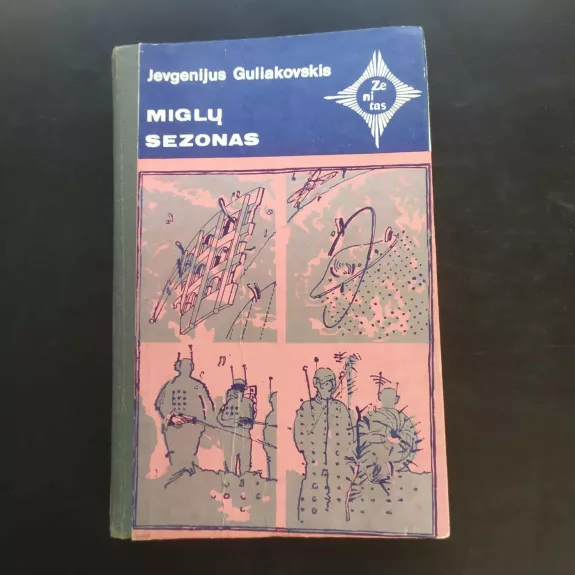 Jevgenijus Guliakovskis
MIGLŲ
SEZONAS
Ze
ni
tas